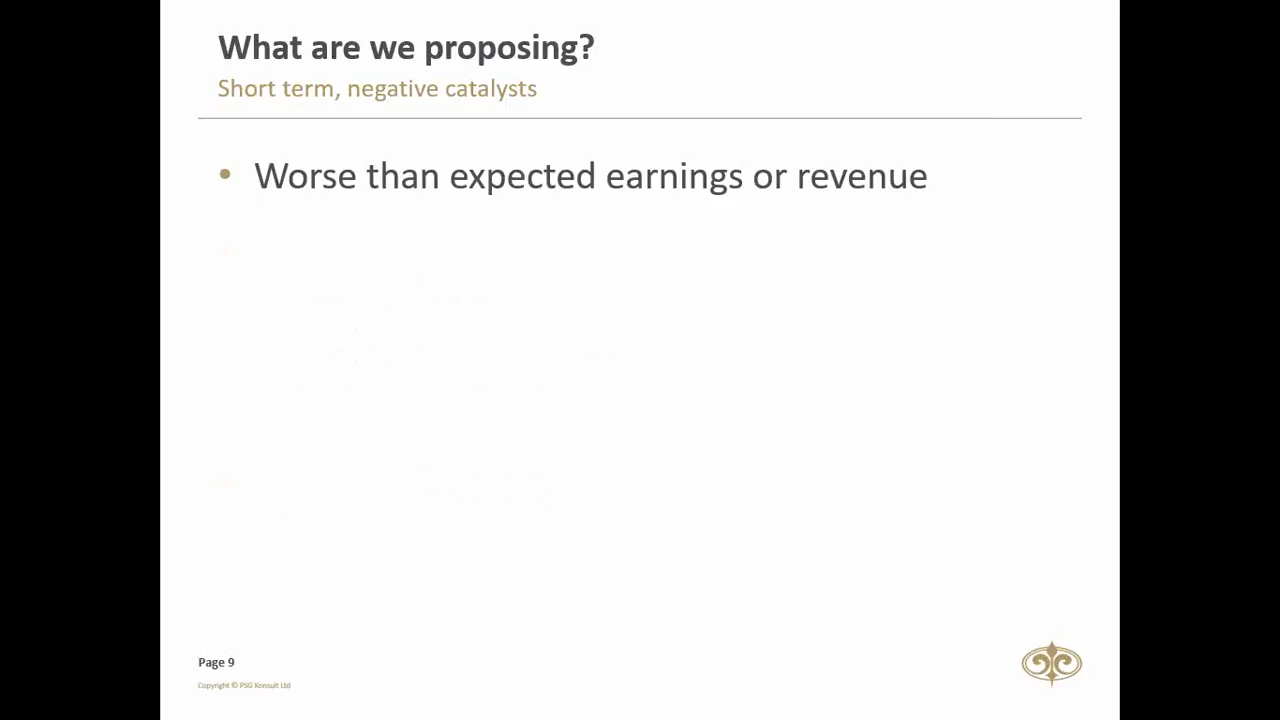 What are we proposing?
Short term, negative catalysts
• Worse than expected earnings or revenue
Page 9
Copyright © PSG Konsult Ltd